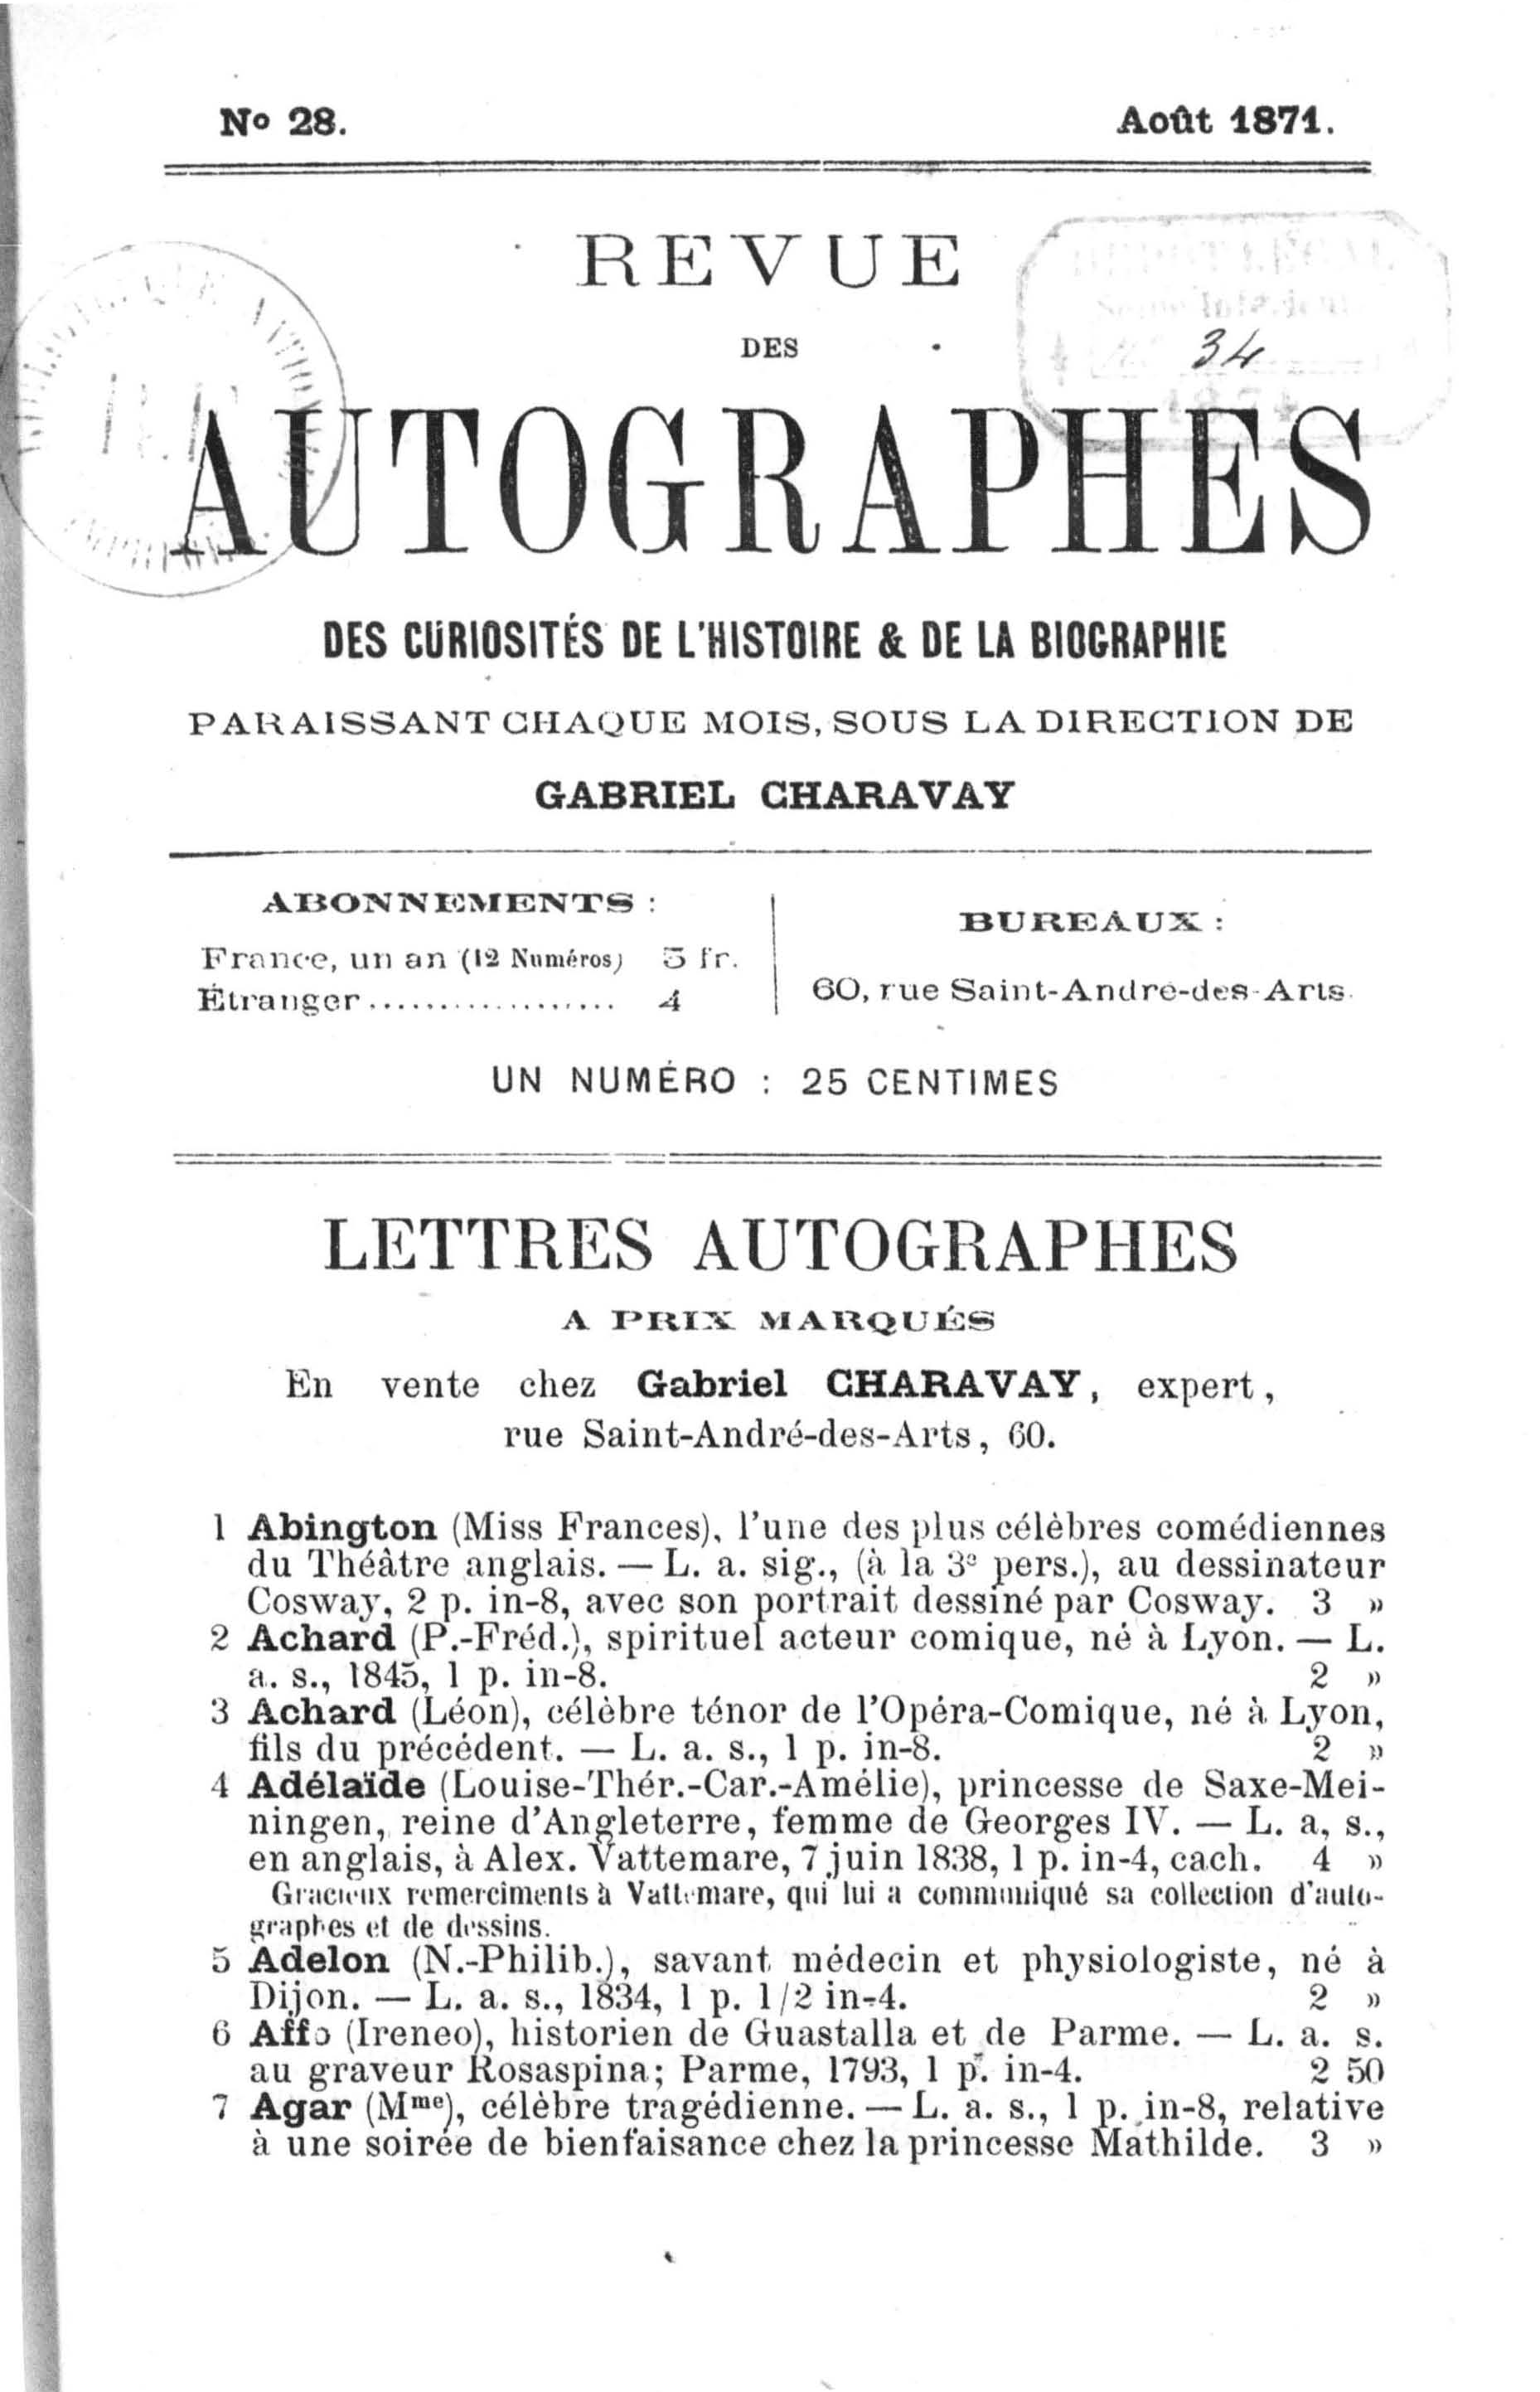 No 28.
Août 1871.
REVUE
DES
34
AUTOGRAPHES
DES CURIOSITÉS DE L'HISTOIRE & DE LA BIOGRAPHIE
PARAISSANT CHAQUE MOIS, SOUS LA DIRECTION DE
GABRIEL CHARAVAY
ABONNEMENTS :
France, un an (12 Numéros) 3 fr.
Étranger.................. 4
BUREAUX :
60, rue Saint-André-des-Arts.
UN NUMÉRO : 25 CENTIMES
LETTRES AUTOGRAPHES
A PRIX MARQUÉS
En vente chez Gabriel CHARAVAY, expert,
rue Saint-André-des-Arts, 60.
1 Abington (Miss Frances), l'une des plus célèbres comédiennes
du Théâtre anglais. — L. a. sig., (à la 3e pers.), au dessinateur
Cosway, 2 p. in-8, avec son portrait dessiné par Cosway. 3 »
2 Achard (P.-Fréd.), spirituel acteur comique, né à Lyon. — L.
a. s., 1845, 1 p. in-8. 2 »
3 Achard (Léon), célèbre ténor de l'Opéra-Comique, né à Lyon,
fils du précédent. — L. a. s., 1 p. in-8. 2 »
4 Adélaïde (Louise-Thér.-Car.-Amélie), princesse de Saxe-Mei-
ningen, reine d'Angleterre, femme de Georges IV. — L. a, s.,
en anglais, à Alex. Vattemare, 7 juin 1838, 1 p. in-4, cach. 4 »
Gracieux remercîments à Vattemare, qui lui a communiqué sa collection d'auto-
graphes et de dessins.
5 Adelon (N.-Philib.), savant médecin et physiologiste, né à
Dijon. — L. a. s., 1834, 1 p. 1/2 in-4. 2 »
6 Affo (Ireneo), historien de Guastalla et de Parme. — L. a. s.
au graveur Rosaspina; Parme, 1793, 1 p. in-4. 2 50
7 Agar (Mme), célèbre tragédienne. — L. a. s., 1 p. in-8, relative
à une soirée de bienfaisance chez la princesse Mathilde. 3 »